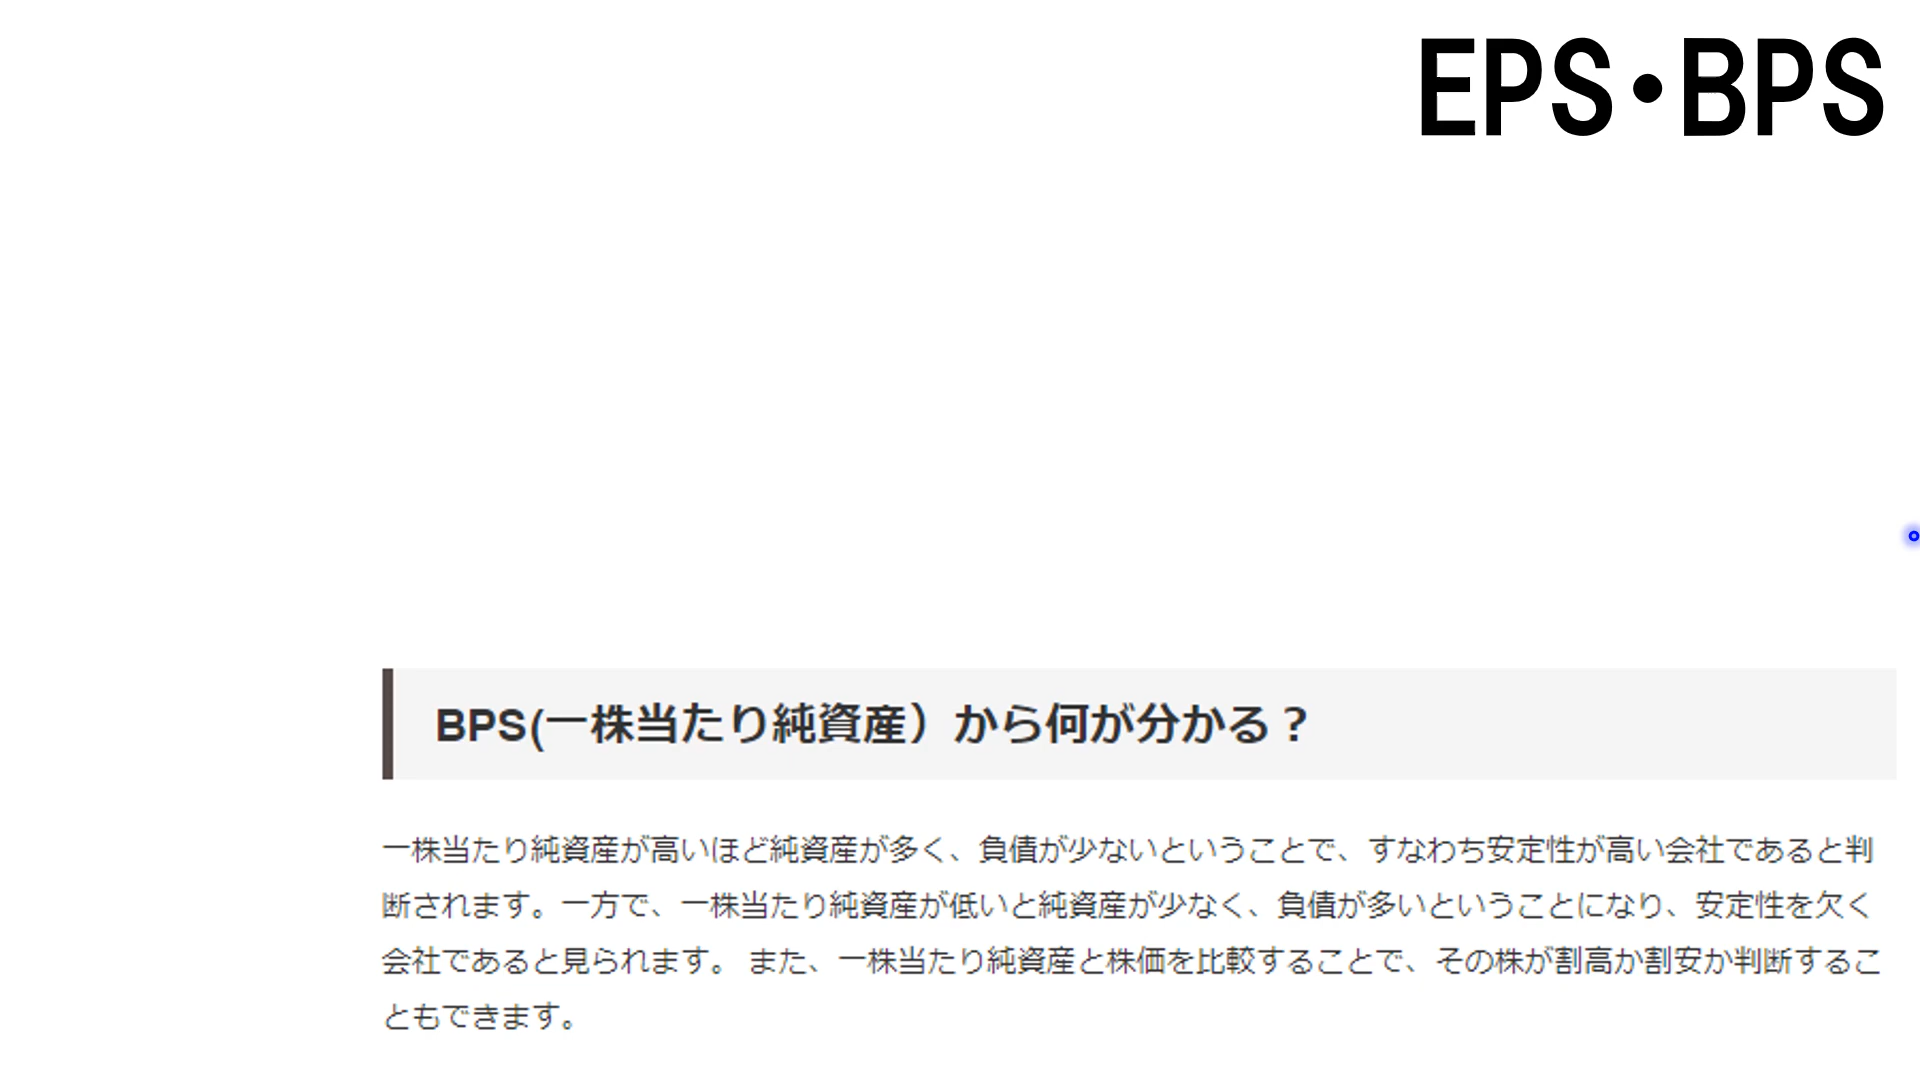 EPS・BPS
BPS(一株当たり純資産）から何が分かる？
一株当たり純資産が高いほど純資産が多く、負債が少ないということで、すなわち安定性が高い会社であると判
断されます。一方で、一株当たり純資産が低いと純資産が少なく、負債が多いということになり、安定性を欠く
会社であると見られます。 また、一株当たり純資産と株価を比較することで、その株が割高か割安か判断するこ
ともできます。